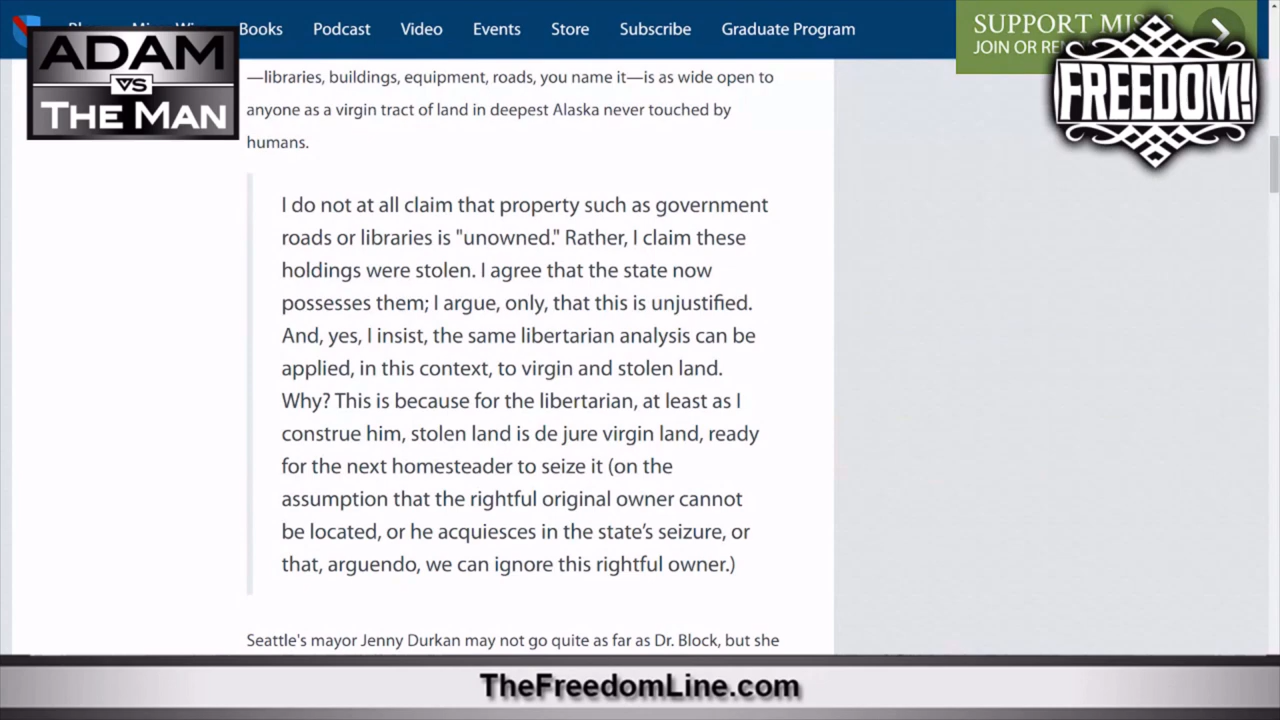 Books Podcast Video Events Store Subscribe Graduate Program
SUPPORT
JOIN OR
ADAM
VS
THE MAN
FREEDOM!
—libraries, buildings, equipment, roads, you name it—is as wide open to
anyone as a virgin tract of land in deepest Alaska never touched by
humans.
I do not at all claim that property such as government
roads or libraries is "unowned." Rather, I claim these
holdings were stolen. I agree that the state now
possesses them; I argue, only, that this is unjustified.
And, yes, I insist, the same libertarian analysis can be
applied, in this context, to virgin and stolen land.
Why? This is because for the libertarian, at least as I
construe him, stolen land is de jure virgin land, ready
for the next homesteader to seize it (on the
assumption that the rightful original owner cannot
be located, or he acquiesces in the state's seizure, or
that, arguendo, we can ignore this rightful owner.)
Seattle's mayor Jenny Durkan may not go quite as far as Dr. Block, but she
TheFreedomLine.com